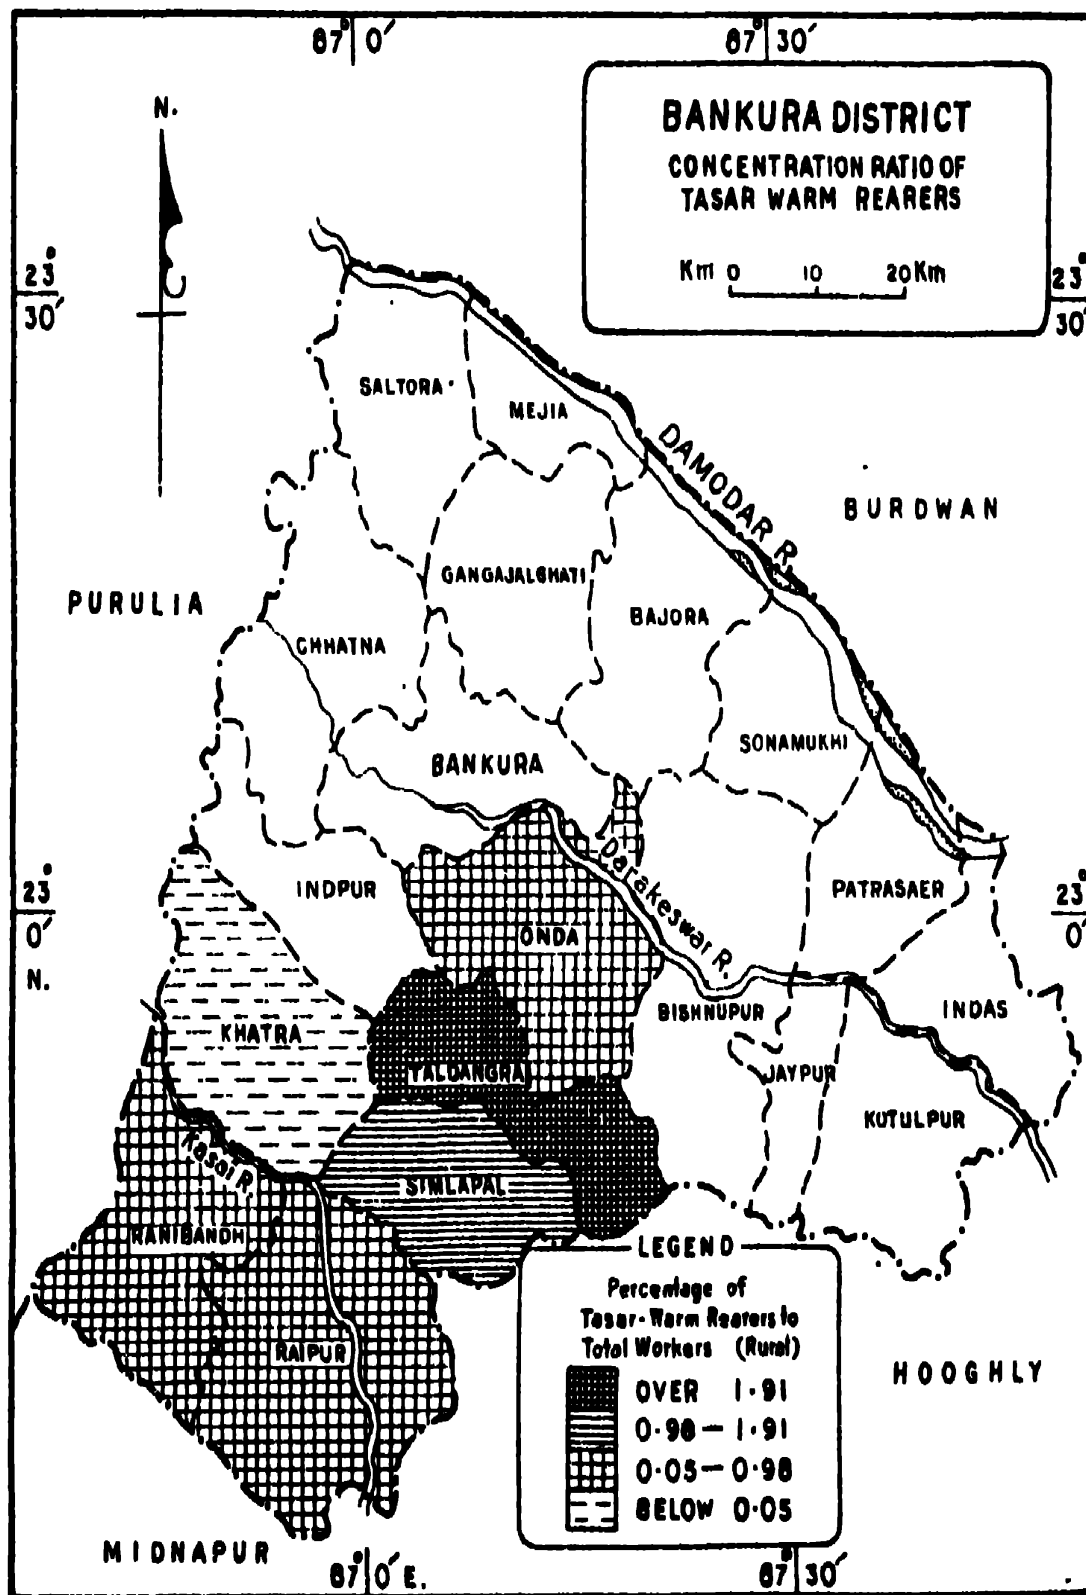 87° 0′
87° 30′
N.
BANKURA DISTRICT
CONCENTRATION RATIO OF
TASAR WARM REARERS
Km 0 10 20 Km
23° 30′
23° 30′
SALTORA
MEJIA
DAMODAR R.
BURDWAN
GANGAJALGHATI
PURULIA
BAJORA
CHHATNA
SONAMUKHI
BANKURA
Darakeswar R.
INDPUR
PATRASAER
23° 0′ N.
23° 0′
ONDA
BISHNUPUR
INDAS
KHATRA
TALDANGRA
JAYPUR
KUTULPUR
Kasai R.
SIMLAPAL
RANIBANDH
RAIPUR
LEGEND
Percentage of
Tasar-Warm Rearers to
Total Workers (Rural)
OVER 1·91
0·98 — 1·91
0·05 — 0·98
BELOW 0·05
HOOGHLY
MIDNAPUR
87° 0′ E.
87° 30′